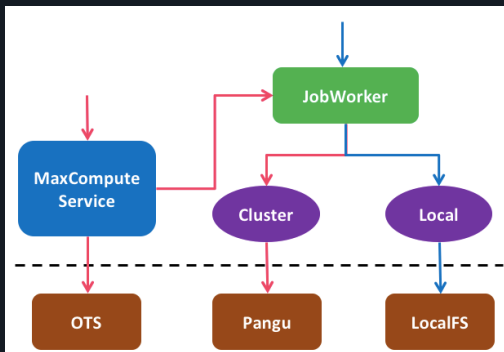 JobWorker
MaxCompute
Service
Cluster
Local
OTS
Pangu
LocalFS